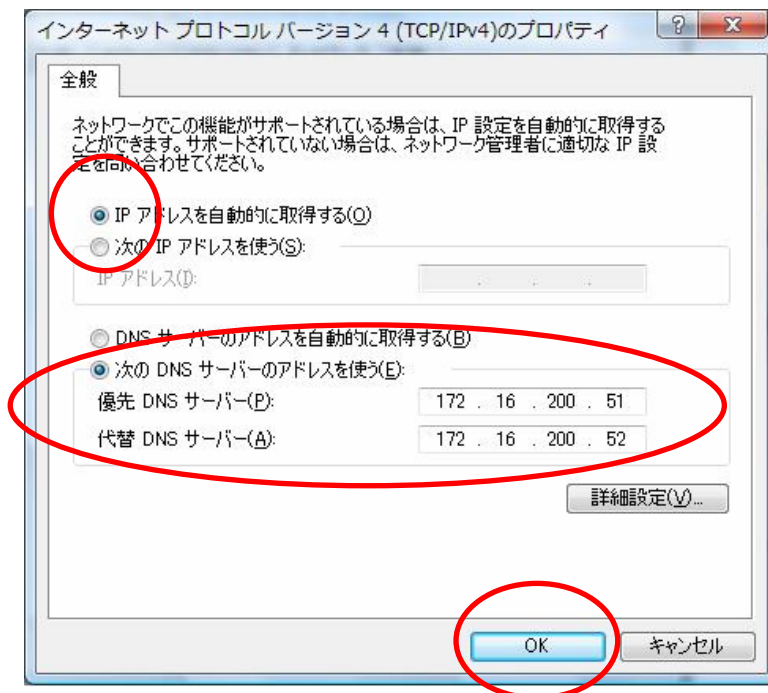 インターネット プロトコル バージョン 4 (TCP/IPv4)のプロパティ
全般
ネットワークでこの機能がサポートされている場合は、IP 設定を自動的に取得する
ことができます。サポートされていない場合は、ネットワーク管理者に適切な IP 設
定を問い合わせてください。
IP アドレスを自動的に取得する(O)
次の IP アドレスを使う(S):
IP アドレス(I):
DNS サーバーのアドレスを自動的に取得する(B)
次の DNS サーバーのアドレスを使う(E):
優先 DNS サーバー(P): 172 . 16 . 200 . 51
代替 DNS サーバー(A): 172 . 16 . 200 . 52
詳細設定(V)...
OK キャンセル